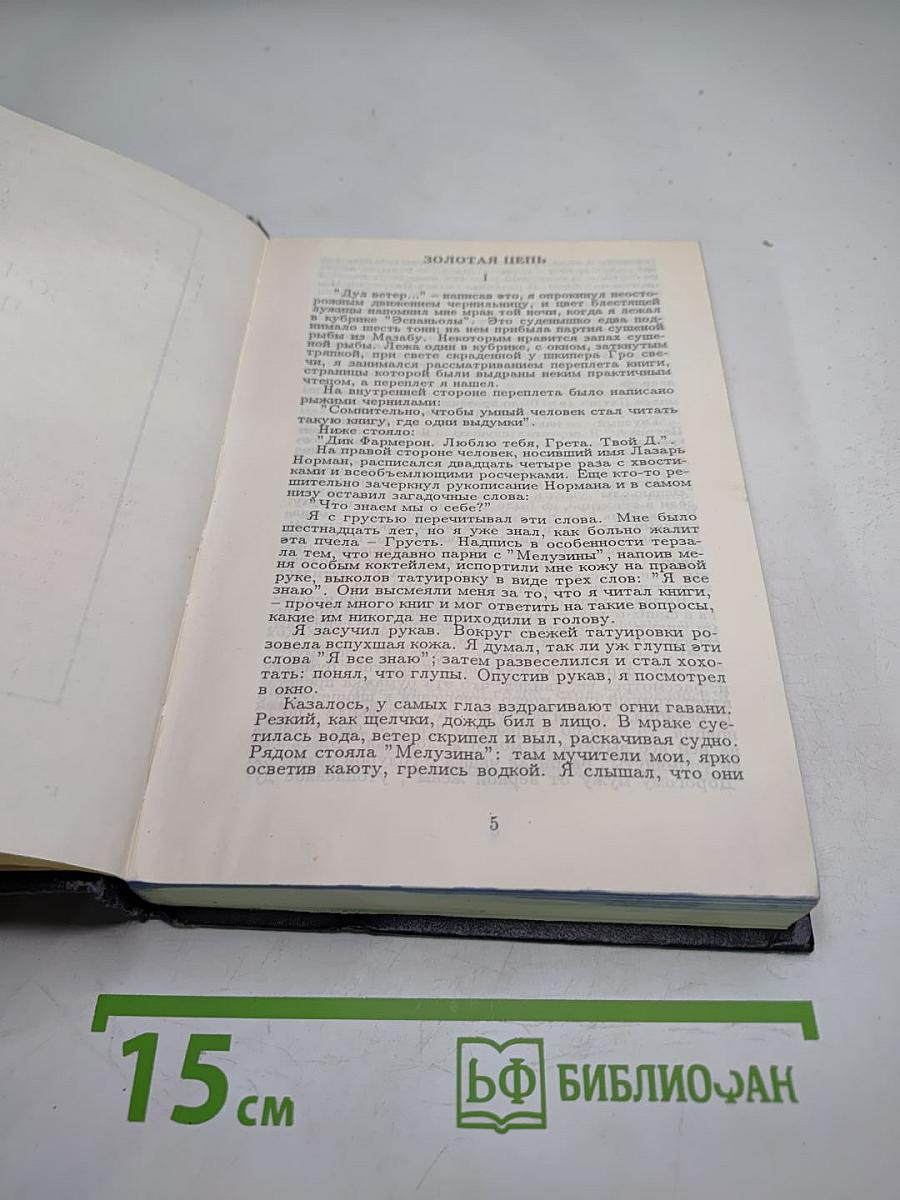 ЗОЛОТАЯ ЦЕПЬ
I
"Дул ветер..." – написав это, я опрокинул неосто-
рожным движением чернильницу, и цвет блестящей
лужицы напомнил мне мрак той ночи, когда я лежал
в кубрике "Эспаньолы". Это суденышко едва под-
нимало шесть тонн; на нем прибыла партия сушеной
рыбы из Мазабу. Некоторым нравится запах суше-
ной рыбы. Лежа один в кубрике, с окном, заткнутым
тряпкой, при свете скраденной у шкипера Гро све-
чи, я занимался рассматриванием переплета книги,
страницы которой были выдраны неким практичным
чтецом, а переплет я нашел.
На внутренней стороне переплета было написано
рыжими чернилами:
"Сомнительно, чтобы умный человек стал читать
такую книгу, где одни выдумки".
Ниже стояло:
"Дик Фармерон. Люблю тебя, Грета. Твой Д.".
На правой стороне человек, носивший имя Лазарь
Норман, расписался двадцать четыре раза с хвости-
ками и всеобъемлющими росчерками. Еще кто-то ре-
шительно зачеркнул рукописание Нормана и в самом
низу оставил загадочные слова:
"Что знаем мы о себе?"
Я с грустью перечитывал эти слова. Мне было
шестнадцать лет, но я уже знал, как больно жалит
эта пчела – Грусть. Надпись в особенности терза-
ла тем, что недавно парни с "Мелузины", напоив ме-
ня особым коктейлем, испортили мне кожу на правой
руке, выколов татуировку в виде трех слов: "Я все
знаю". Они высмеяли меня за то, что я читал книги,
– прочел много книг и мог ответить на такие вопросы,
какие им никогда не приходили в голову.
Я засучил рукав. Вокруг свежей татуировки ро-
зовела вспухшая кожа. Я думал, так ли уж глупы эти
слова "Я все знаю"; затем развеселился и стал хохо-
тать: понял, что глупы. Опустив рукав, я посмотрел
в окно.
Казалось, у самых глаз вздрагивают огни гавани.
Резкий, как щелчки, дождь бил в лицо. В мраке суе-
тилась вода, ветер скрипел и выл, раскачивая судно.
Рядом стояла "Мелузина": там мучители мои, ярко
осветив каюту, грелись водкой. Я слышал, что они
5
15 см
БФ БИБЛИОФАН